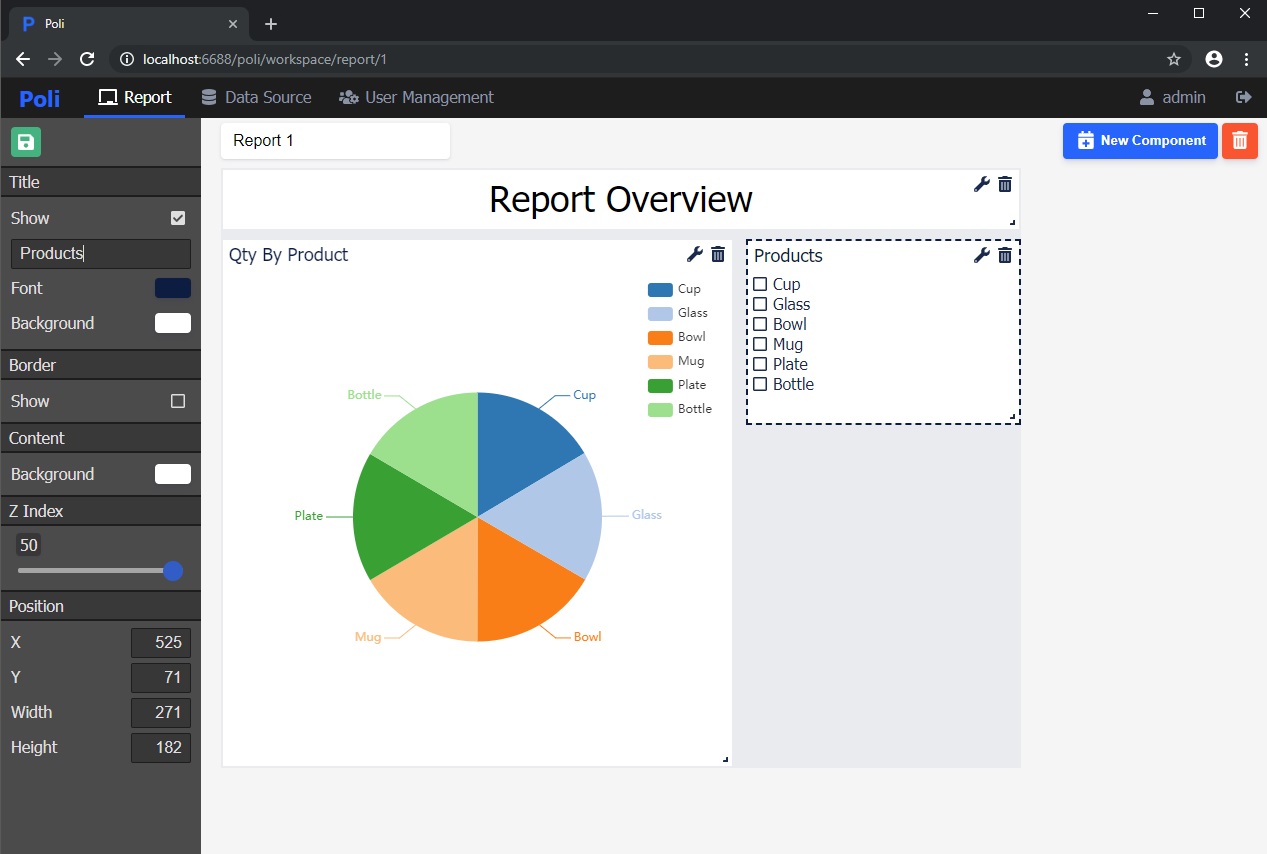 Poli
localhost:6688/poli/workspace/report/1
Poli Report Data Source User Management admin
Report 1
New Component
Title
Show
Products
Font
Background
Border
Show
Content
Background
Z Index
50
Position
X 525
Y 71
Width 271
Height 182
Report Overview
Qty By Product
Cup
Glass
Bowl
Mug
Plate
Bottle
Bottle
Cup
Plate
Glass
Mug
Bowl
Products
Cup
Glass
Bowl
Mug
Plate
Bottle